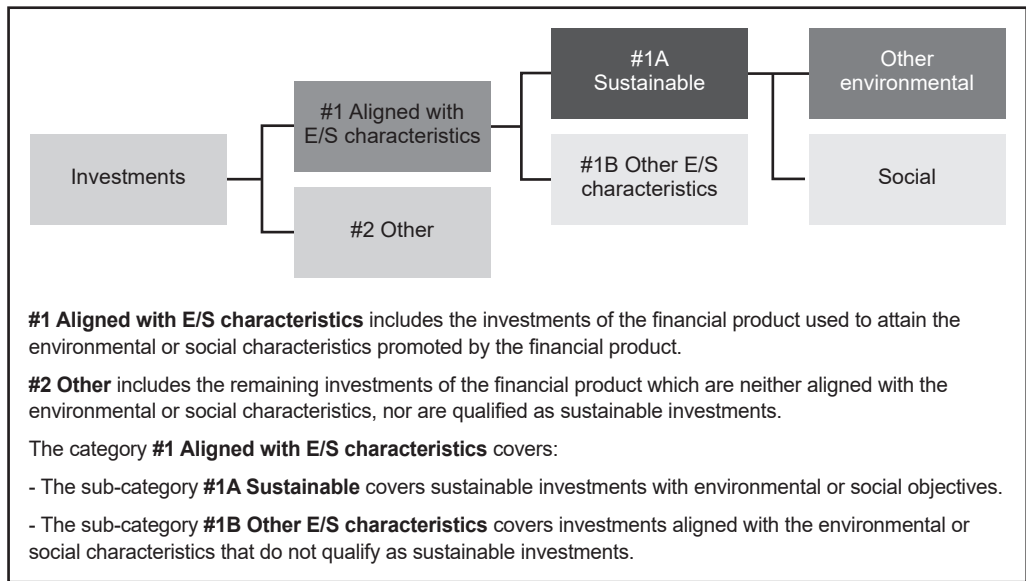 Investments
#1 Aligned with
E/S characteristics
#2 Other
#1A
Sustainable
#1B Other E/S
characteristics
Other
environmental
Social
#1 Aligned with E/S characteristics includes the investments of the financial product used to attain the
environmental or social characteristics promoted by the financial product.
#2 Other includes the remaining investments of the financial product which are neither aligned with the
environmental or social characteristics, nor are qualified as sustainable investments.
The category #1 Aligned with E/S characteristics covers:
- The sub-category #1A Sustainable covers sustainable investments with environmental or social objectives.
- The sub-category #1B Other E/S characteristics covers investments aligned with the environmental or
social characteristics that do not qualify as sustainable investments.